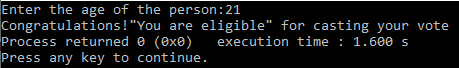 Enter the age of the person:21
Congratulations!"You are eligible" for casting your vote
Process returned 0 (0x0)   execution time : 1.600 s
Press any key to continue.